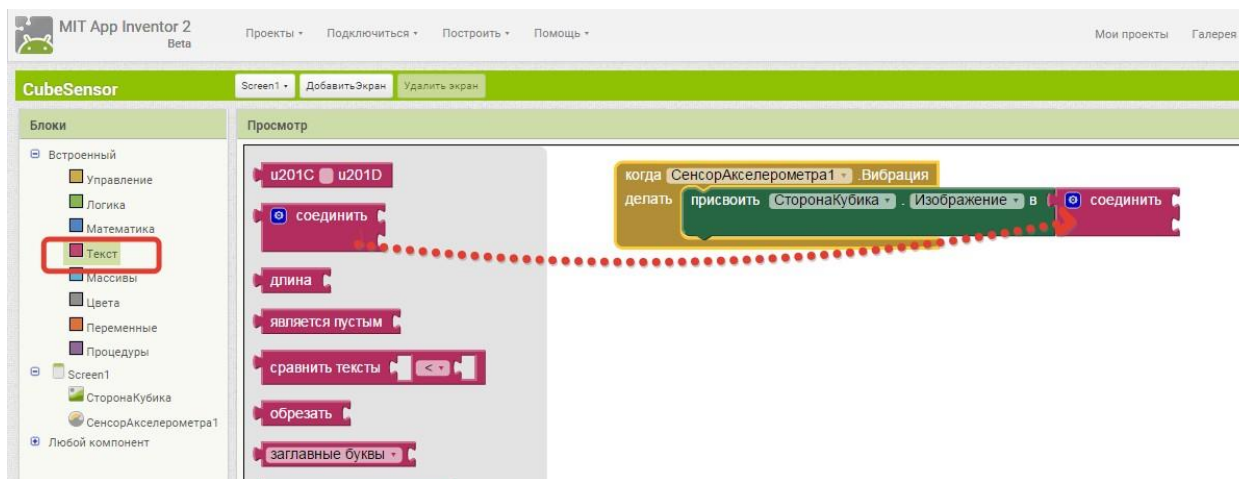 MIT App Inventor 2
Beta
Проекты Подключиться Построить Помощь
Мои проекты Галерея
CubeSensor
Screen1 ДобавитьЭкран Удалить экран
Блоки
Просмотр
Встроенный
Управление
Логика
Математика
Текст
Массивы
Цвета
Переменные
Процедуры
Screen1
СторонаКубика
СенсорАкселерометра1
Любой компонент
u201C u201D
соединить
длина
является пустым
сравнить тексты <
обрезать
заглавные буквы
когда СенсорАкселерометра1 .Вибрация
делать присвоить СторонаКубика . Изображение в соединить